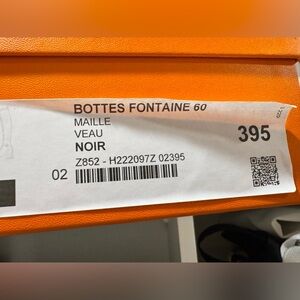 BOTTES FONTAINE 60
MAILLE
VEAU
NOIR
395
Z852 - H222097Z 02395
02